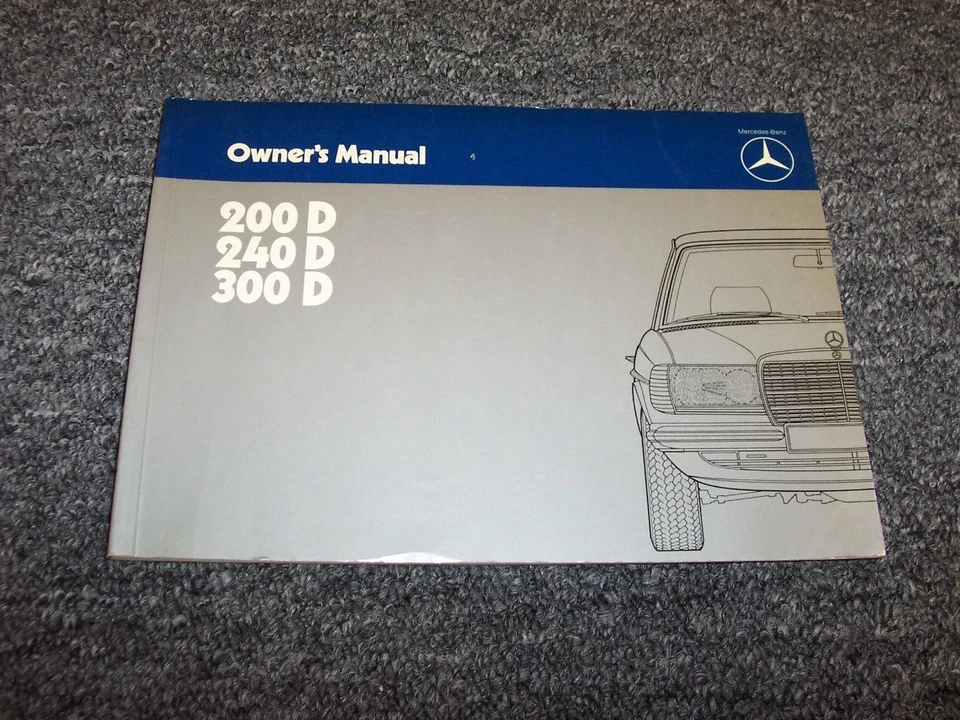 Mercedes-Benz
Owner's Manual
200 D
240 D
300 D